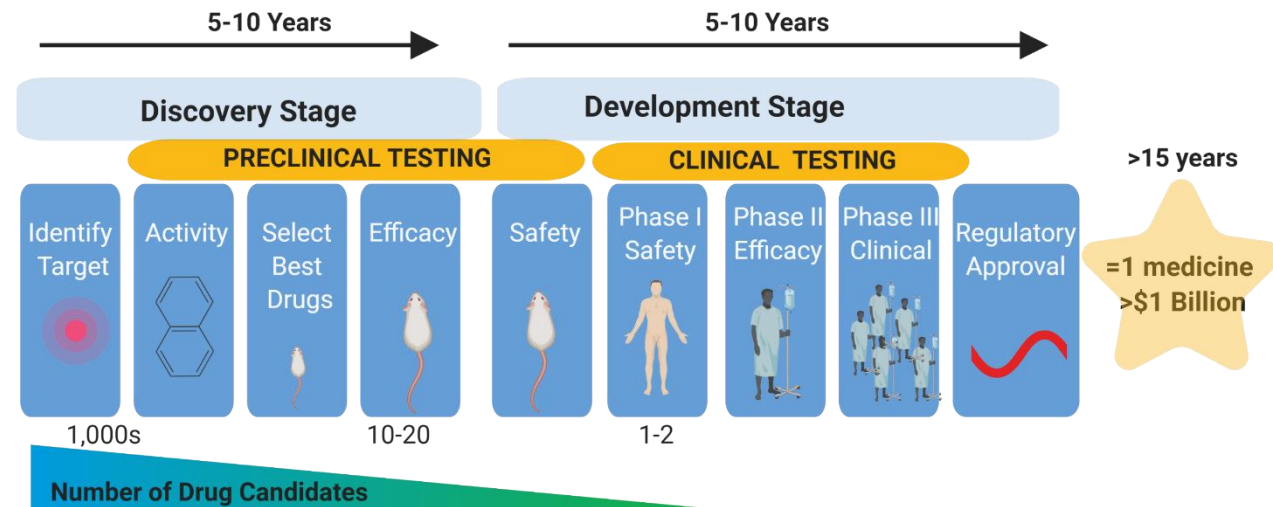 5-10 Years
5-10 Years
Discovery Stage
Development Stage
PRECLINICAL TESTING
CLINICAL TESTING
>15 years
Identify
Target
Activity
Select
Best
Drugs
Efficacy
Safety
Phase I
Safety
Phase II
Efficacy
Phase III
Clinical
Regulatory
Approval
=1 medicine
>$1 Billion
1,000s
10-20
1-2
Number of Drug Candidates